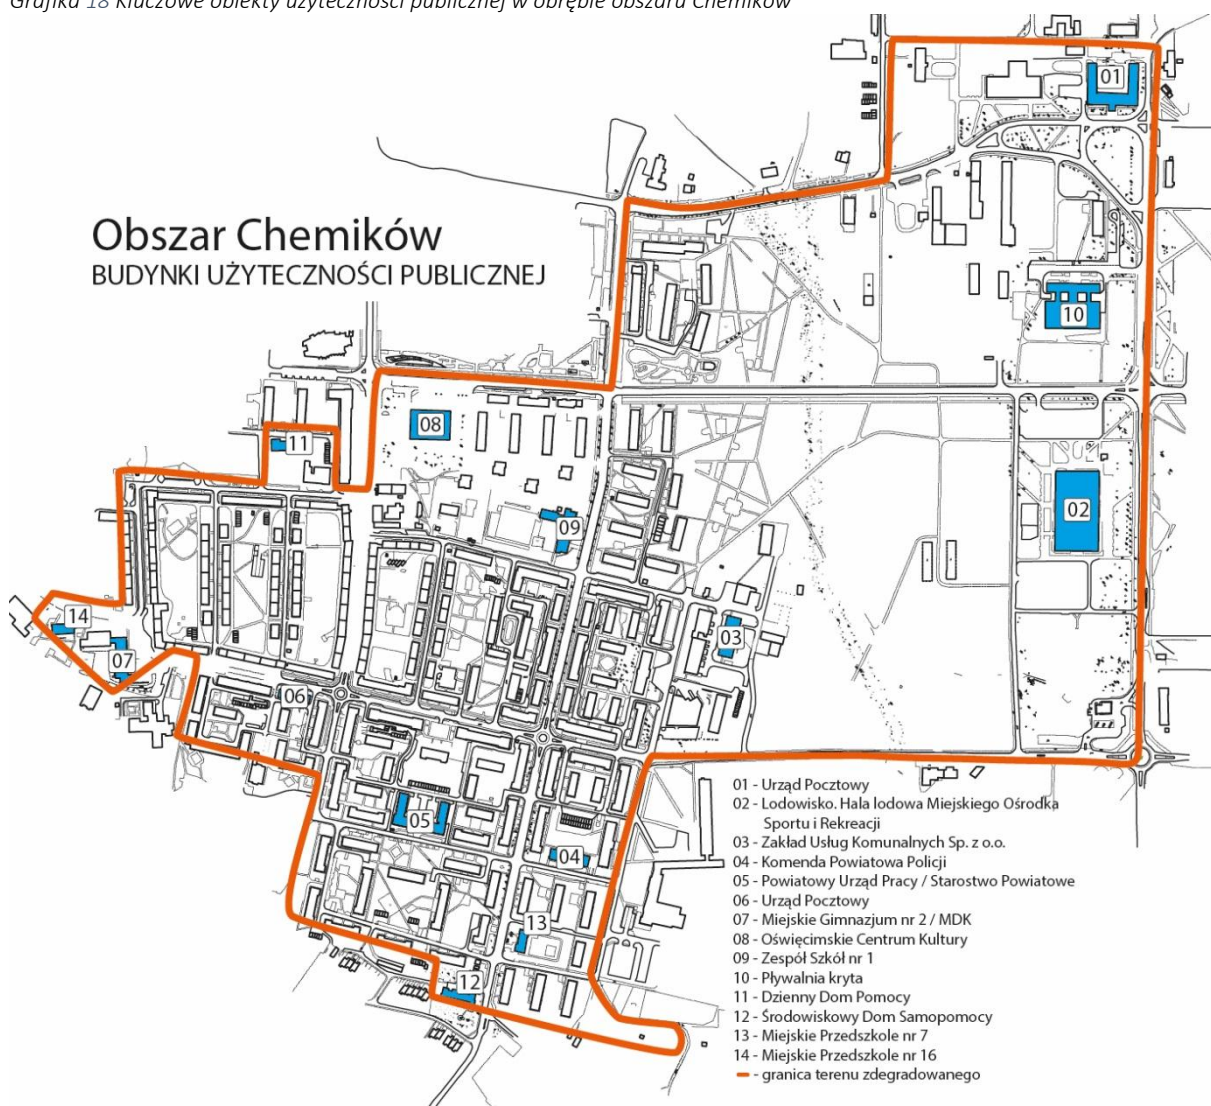 Grafika 18 Kluczowe obiekty użyteczności publicznej w obrębie obszaru Chemików
Obszar Chemików
BUDYNKI UŻYTECZNOŚCI PUBLICZNEJ
01
10
08
11
02
09
14
03
07
06
05
04
13
12
01 - Urząd Pocztowy
02 - Lodowisko. Hala lodowa Miejskiego Ośrodka
Sportu i Rekreacji
03 - Zakład Usług Komunalnych Sp. z o.o.
04 - Komenda Powiatowa Policji
05 - Powiatowy Urząd Pracy / Starostwo Powiatowe
06 - Urząd Pocztowy
07 - Miejskie Gimnazjum nr 2 / MDK
08 - Oświęcimskie Centrum Kultury
09 - Zespół Szkół nr 1
10 - Pływalnia kryta
11 - Dzienny Dom Pomocy
12 - Środowiskowy Dom Samopomocy
13 - Miejskie Przedszkole nr 7
14 - Miejskie Przedszkole nr 16
- granica terenu zdegradowanego